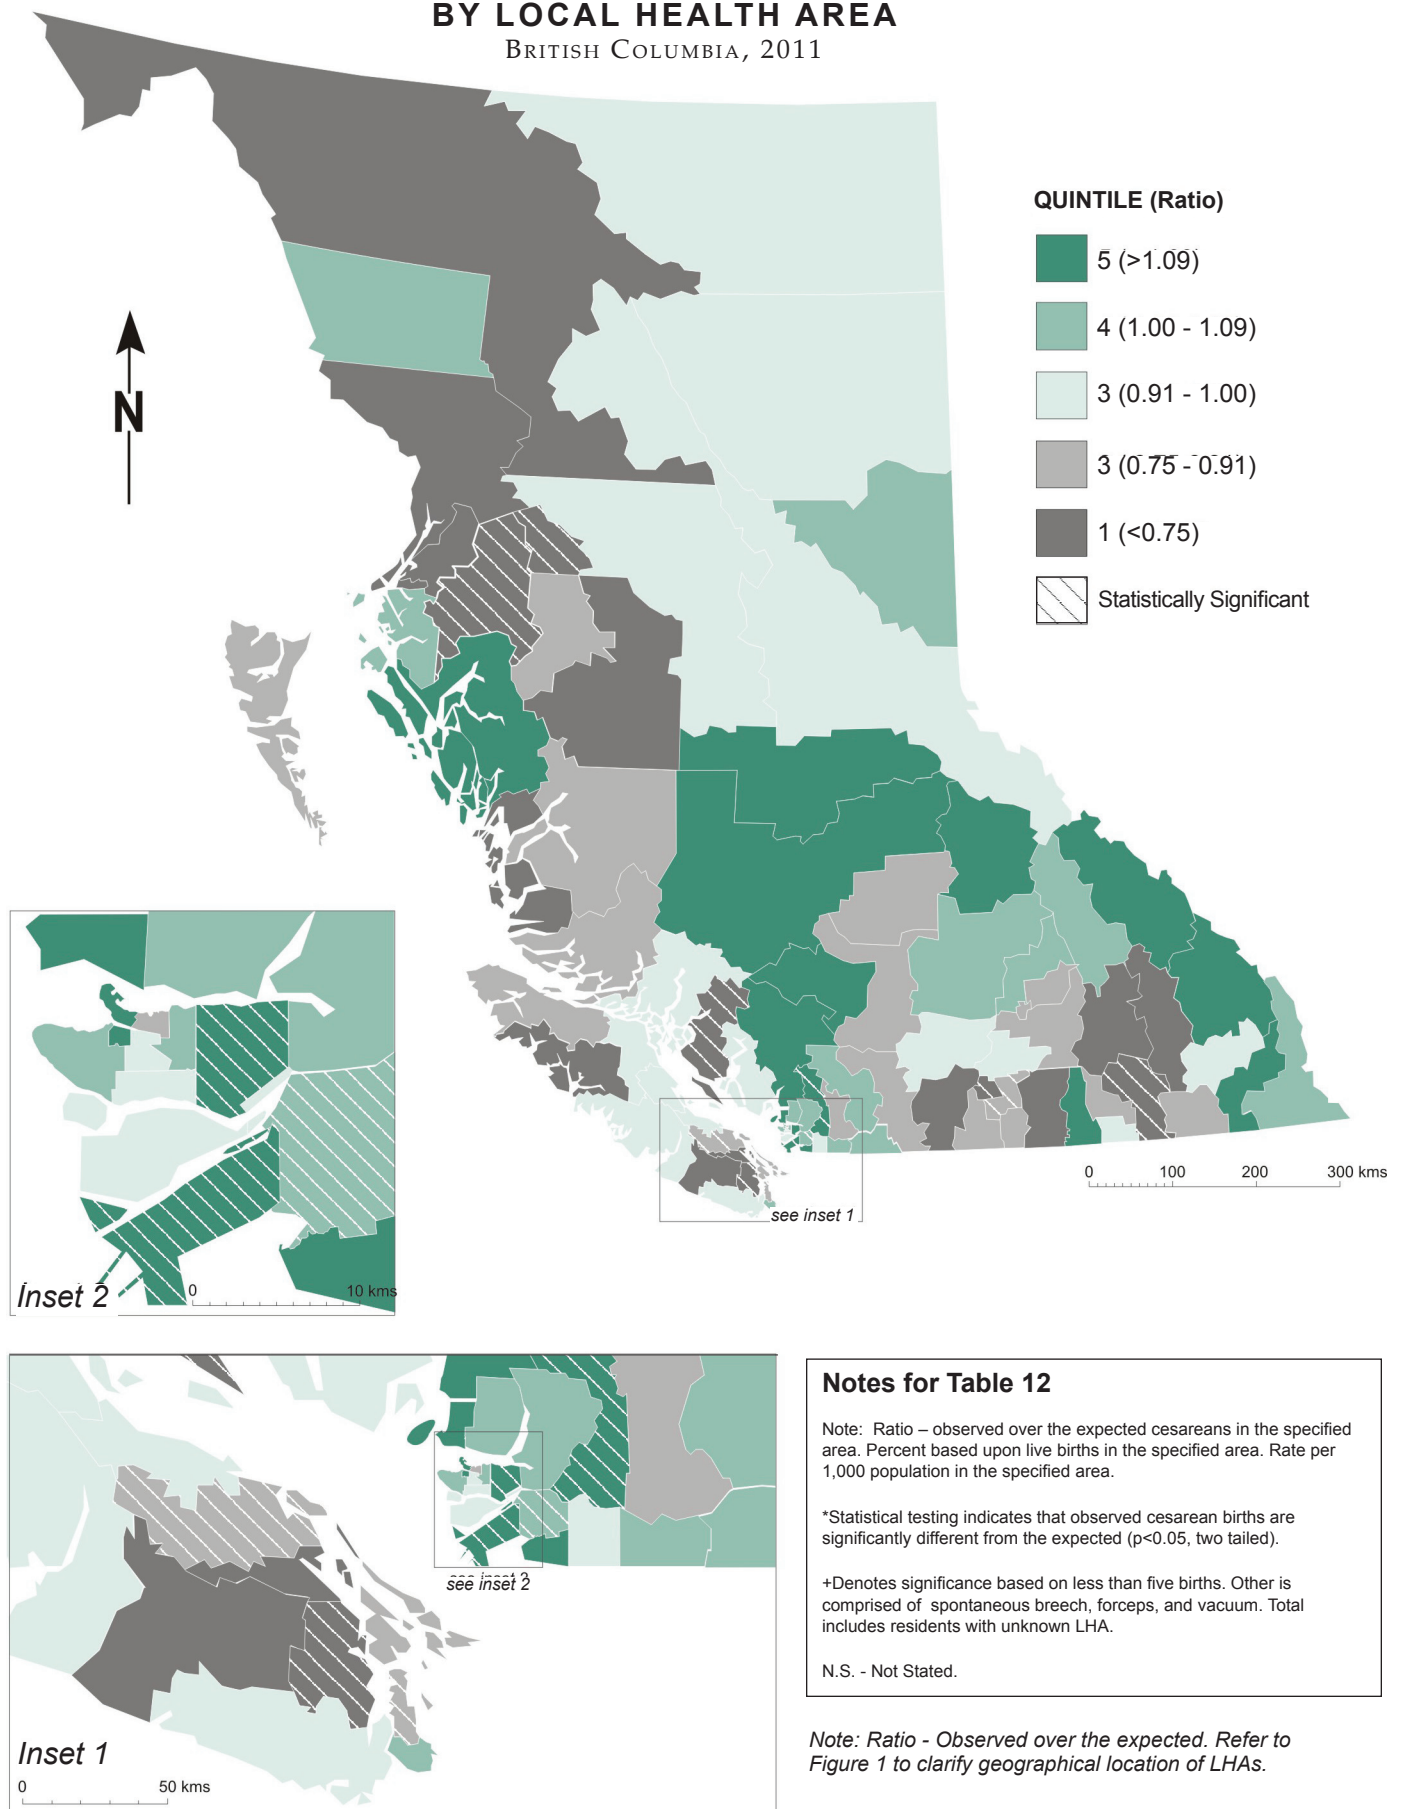 BY LOCAL HEALTH AREA
BRITISH COLUMBIA, 2011
QUINTILE (Ratio)
5 (>1.09)
4 (1.00 - 1.09)
3 (0.91 - 1.00)
3 (0.75 - 0.91)
1 (<0.75)
Statistically Significant
N
0 100 200 300 kms
see inset 1
Inset 2
0 10 kms
see inset 2
Inset 1
0 50 kms
Notes for Table 12
Note: Ratio – observed over the expected cesareans in the specified
area. Percent based upon live births in the specified area. Rate per
1,000 population in the specified area.
*Statistical testing indicates that observed cesarean births are
significantly different from the expected (p<0.05, two tailed).
+Denotes significance based on less than five births. Other is
comprised of spontaneous breech, forceps, and vacuum. Total
includes residents with unknown LHA.
N.S. - Not Stated.
Note: Ratio - Observed over the expected. Refer to
Figure 1 to clarify geographical location of LHAs.